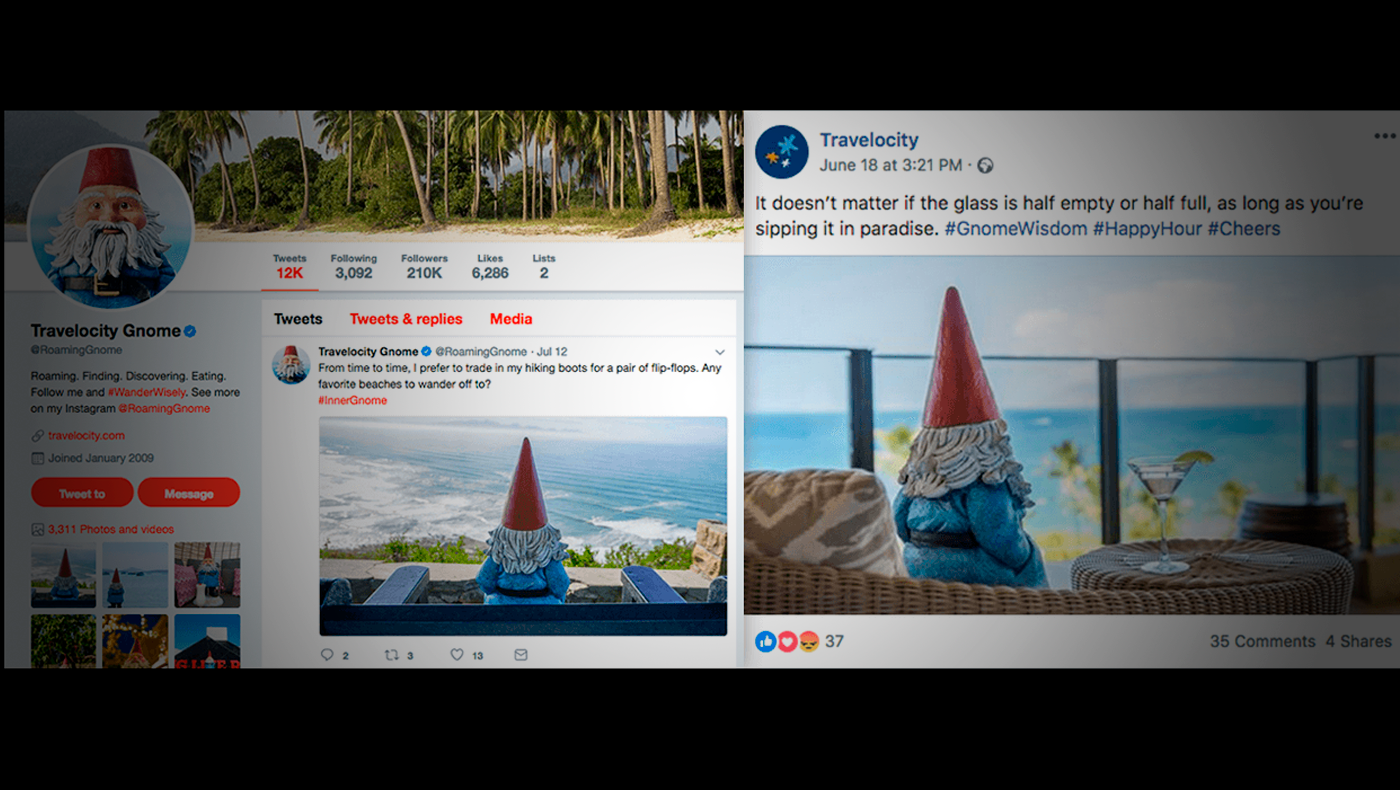 Tweets
12K
Following
3,092
Followers
210K
Likes
6,286
Lists
2
Travelocity Gnome
@RoamingGnome
Roaming. Finding. Discovering. Eating.
Follow me and #WanderWisely. See more
on my Instagram @RoamingGnome
travelocity.com
Joined January 2009
Tweet to
Message
3,311 Photos and videos
Tweets
Tweets & replies
Media
Travelocity Gnome @RoamingGnome · Jul 12
From time to time, I prefer to trade in my hiking boots for a pair of flip-flops. Any
favorite beaches to wander off to?
#InnerGnome
2
3
13
Travelocity
June 18 at 3:21 PM ·
It doesn’t matter if the glass is half empty or half full, as long as you’re
sipping it in paradise. #GnomeWisdom #HappyHour #Cheers
37
35 Comments 4 Shares